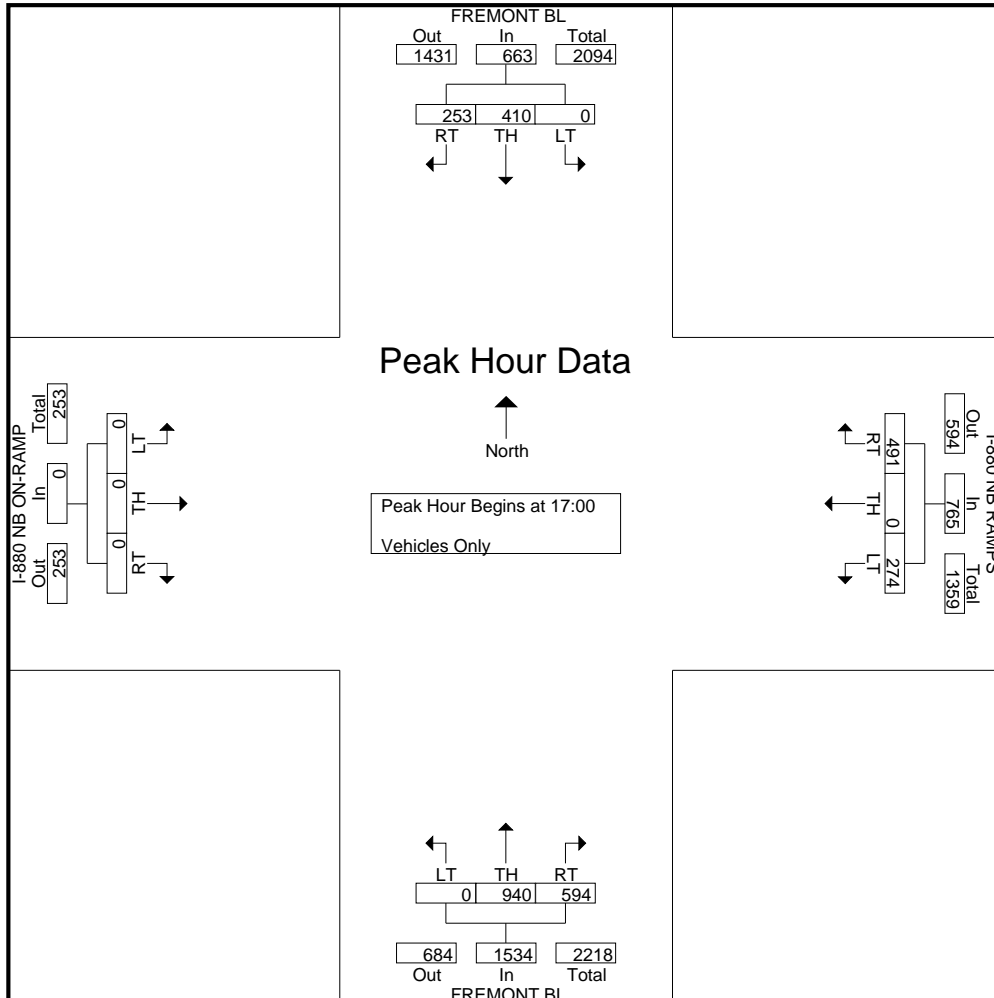 FREMONT BL
Out In Total
1431 663 2094
253 410 0
RT TH LT
Peak Hour Data
North
Peak Hour Begins at 17:00
Vehicles Only
I-880 NB ON-RAMP
Total In Out
253 0 253
0 0 0
LT TH RT
I-880 NB RAMPS
Out In Total
594 765 1359
491 0 274
RT TH LT
LT TH RT
0 940 594
684 1534 2218
Out In Total
FREMONT BL